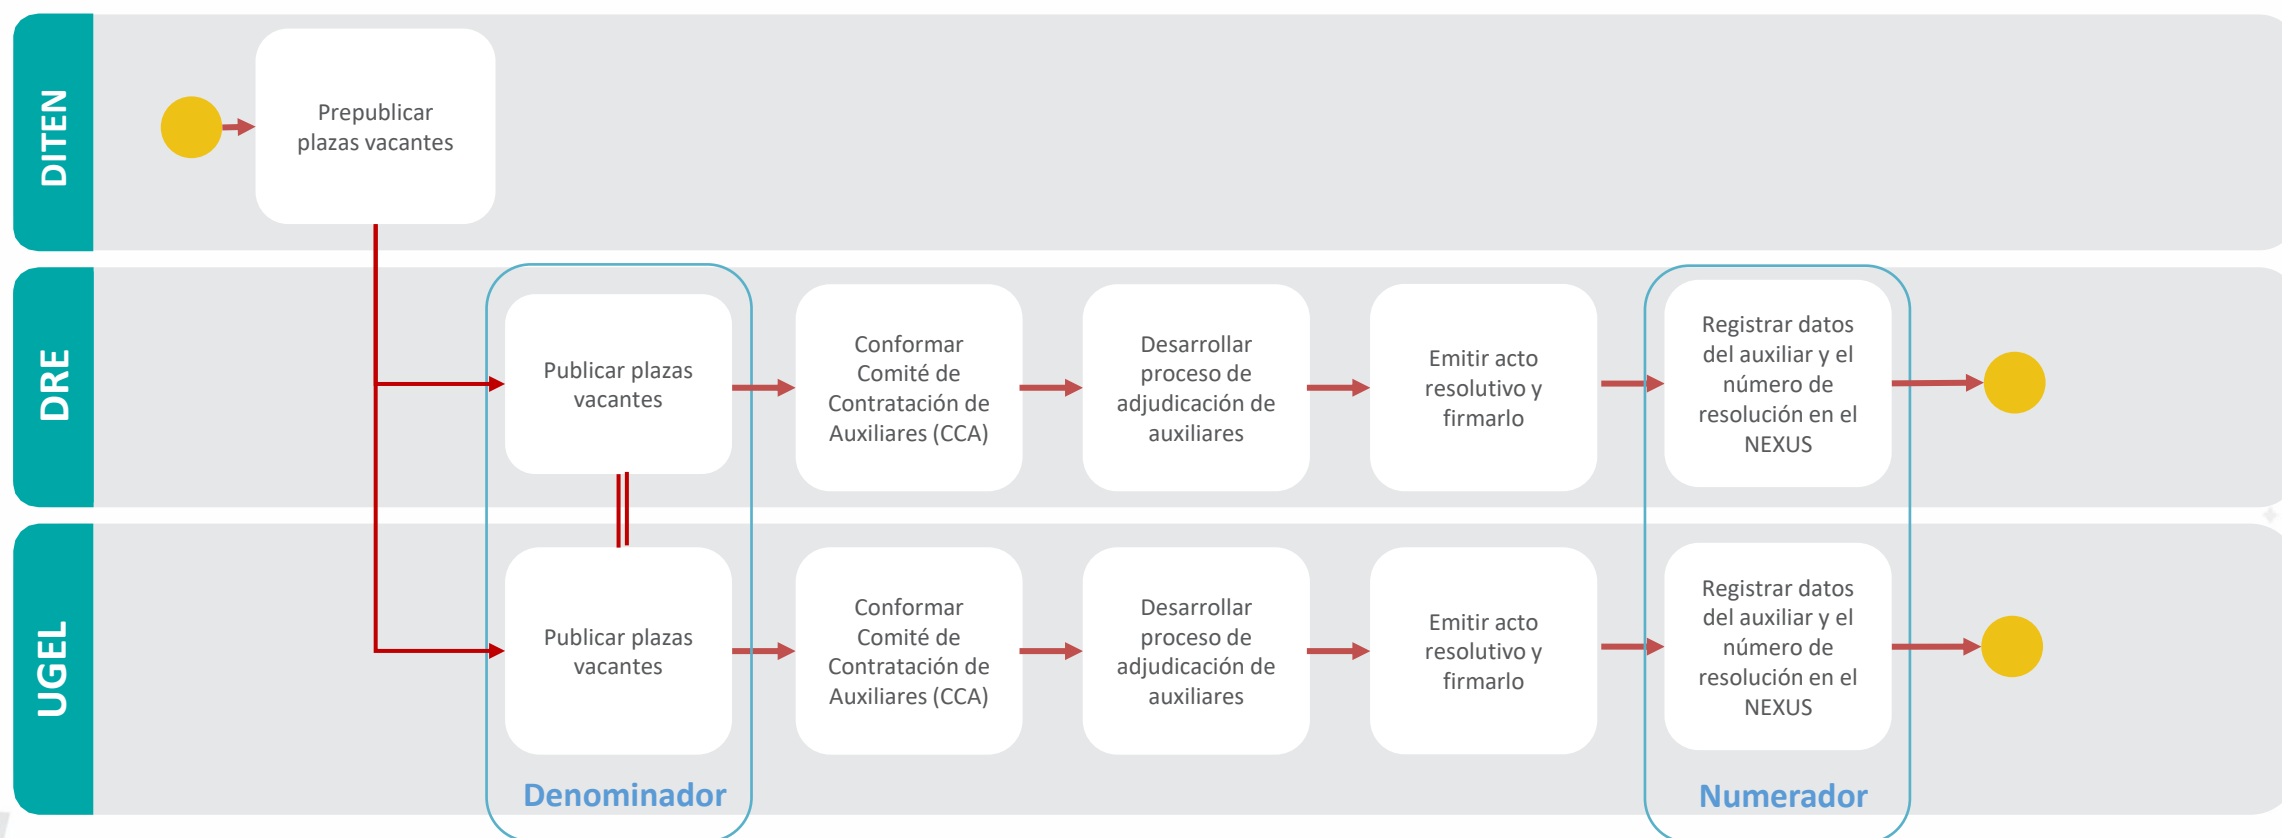 DITEN
Prepublicar
plazas vacantes
DRE
Publicar plazas
vacantes
Conformar
Comité de
Contratación de
Auxiliares (CCA)
Desarrollar
proceso de
adjudicación de
auxiliares
Emitir acto
resolutivo y
firmarlo
Registrar datos
del auxiliar y el
número de
resolución en el
NEXUS
UGEL
Publicar plazas
vacantes
Conformar
Comité de
Contratación de
Auxiliares (CCA)
Desarrollar
proceso de
adjudicación de
auxiliares
Emitir acto
resolutivo y
firmarlo
Registrar datos
del auxiliar y el
número de
resolución en el
NEXUS
Denominador
Numerador